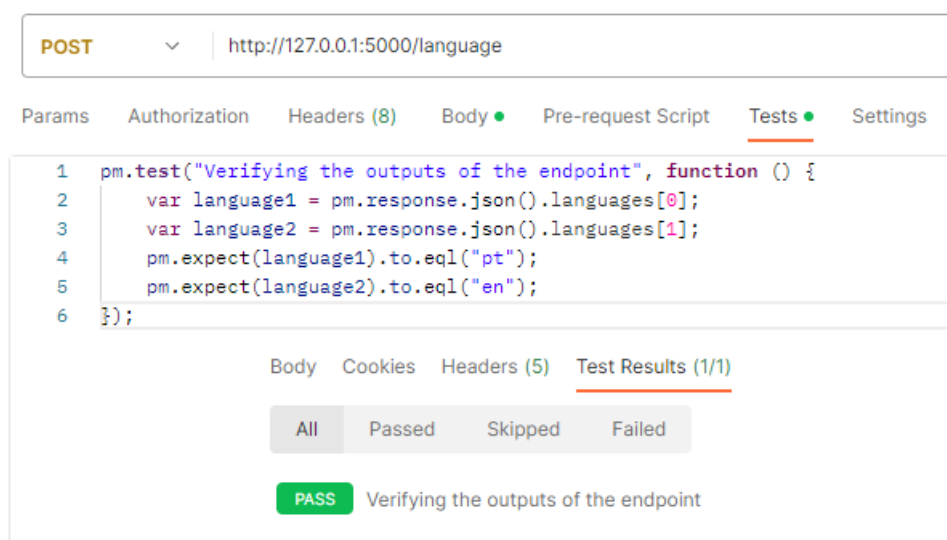 POST http://127.0.0.1:5000/language
Params Authorization Headers (8) Body Pre-request Script Tests Settings
1 pm.test("Verifying the outputs of the endpoint", function () {
2 var language1 = pm.response.json().languages[0];
3 var language2 = pm.response.json().languages[1];
4 pm.expect(language1).to.eql("pt");
5 pm.expect(language2).to.eql("en");
6 });
Body Cookies Headers (5) Test Results (1/1)
All Passed Skipped Failed
PASS Verifying the outputs of the endpoint